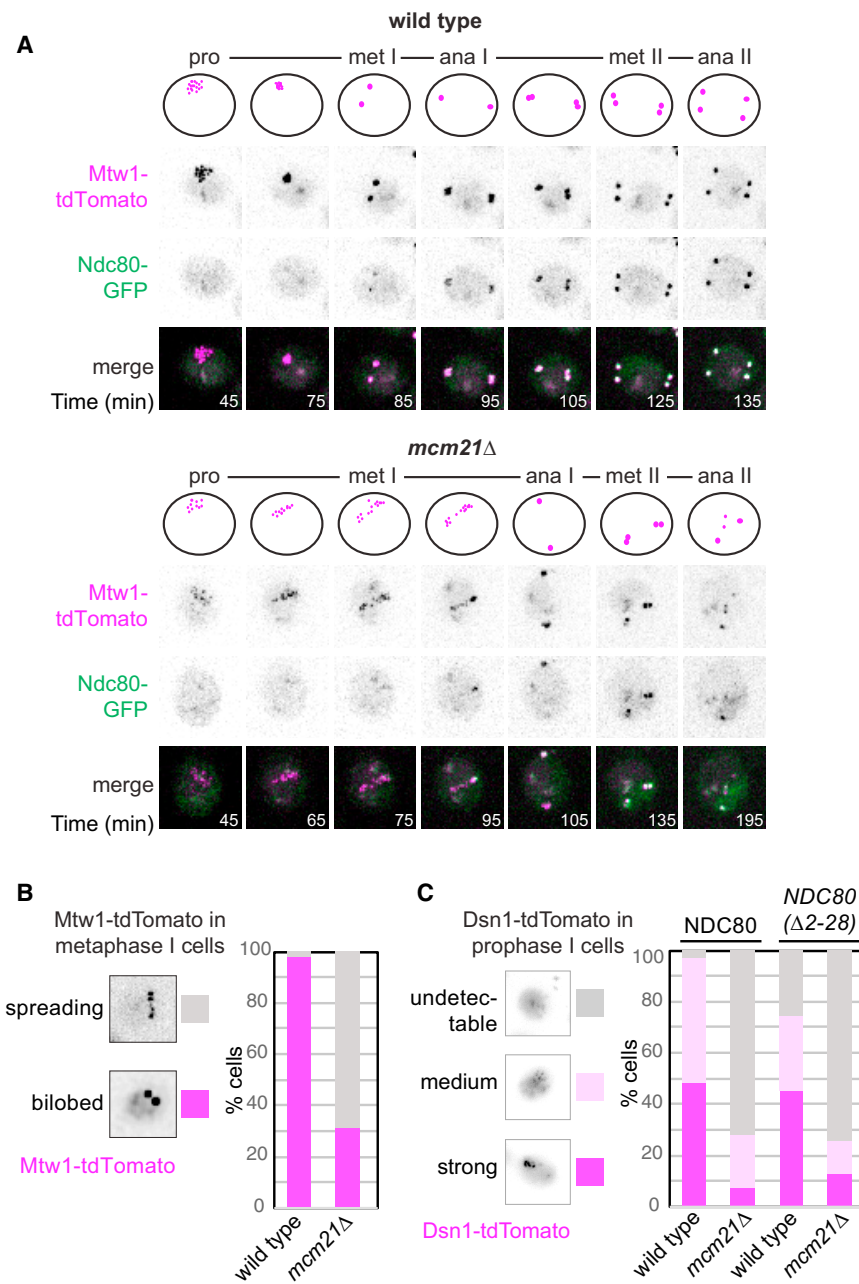 A
wild type
pro met I ana I met II ana II
Mtw1-
tdTomato
Ndc80-
GFP
merge
Time (min) 45 75 85 95 105 125 135
mcm21Δ
pro met I ana I met II ana II
Mtw1-
tdTomato
Ndc80-
GFP
merge
Time (min) 45 65 75 95 105 135 195
B
Mtw1-tdTomato in
metaphase I cells
spreading
bilobed
Mtw1-tdTomato
% cells
100
80
60
40
20
0
wild type
mcm21Δ
C
Dsn1-tdTomato in
prophase I cells
undetec-
table
medium
strong
Dsn1-tdTomato
NDC80
NDC80
(Δ2-28)
% cells
100
80
60
40
20
0
wild type
mcm21Δ
wild type
mcm21Δ